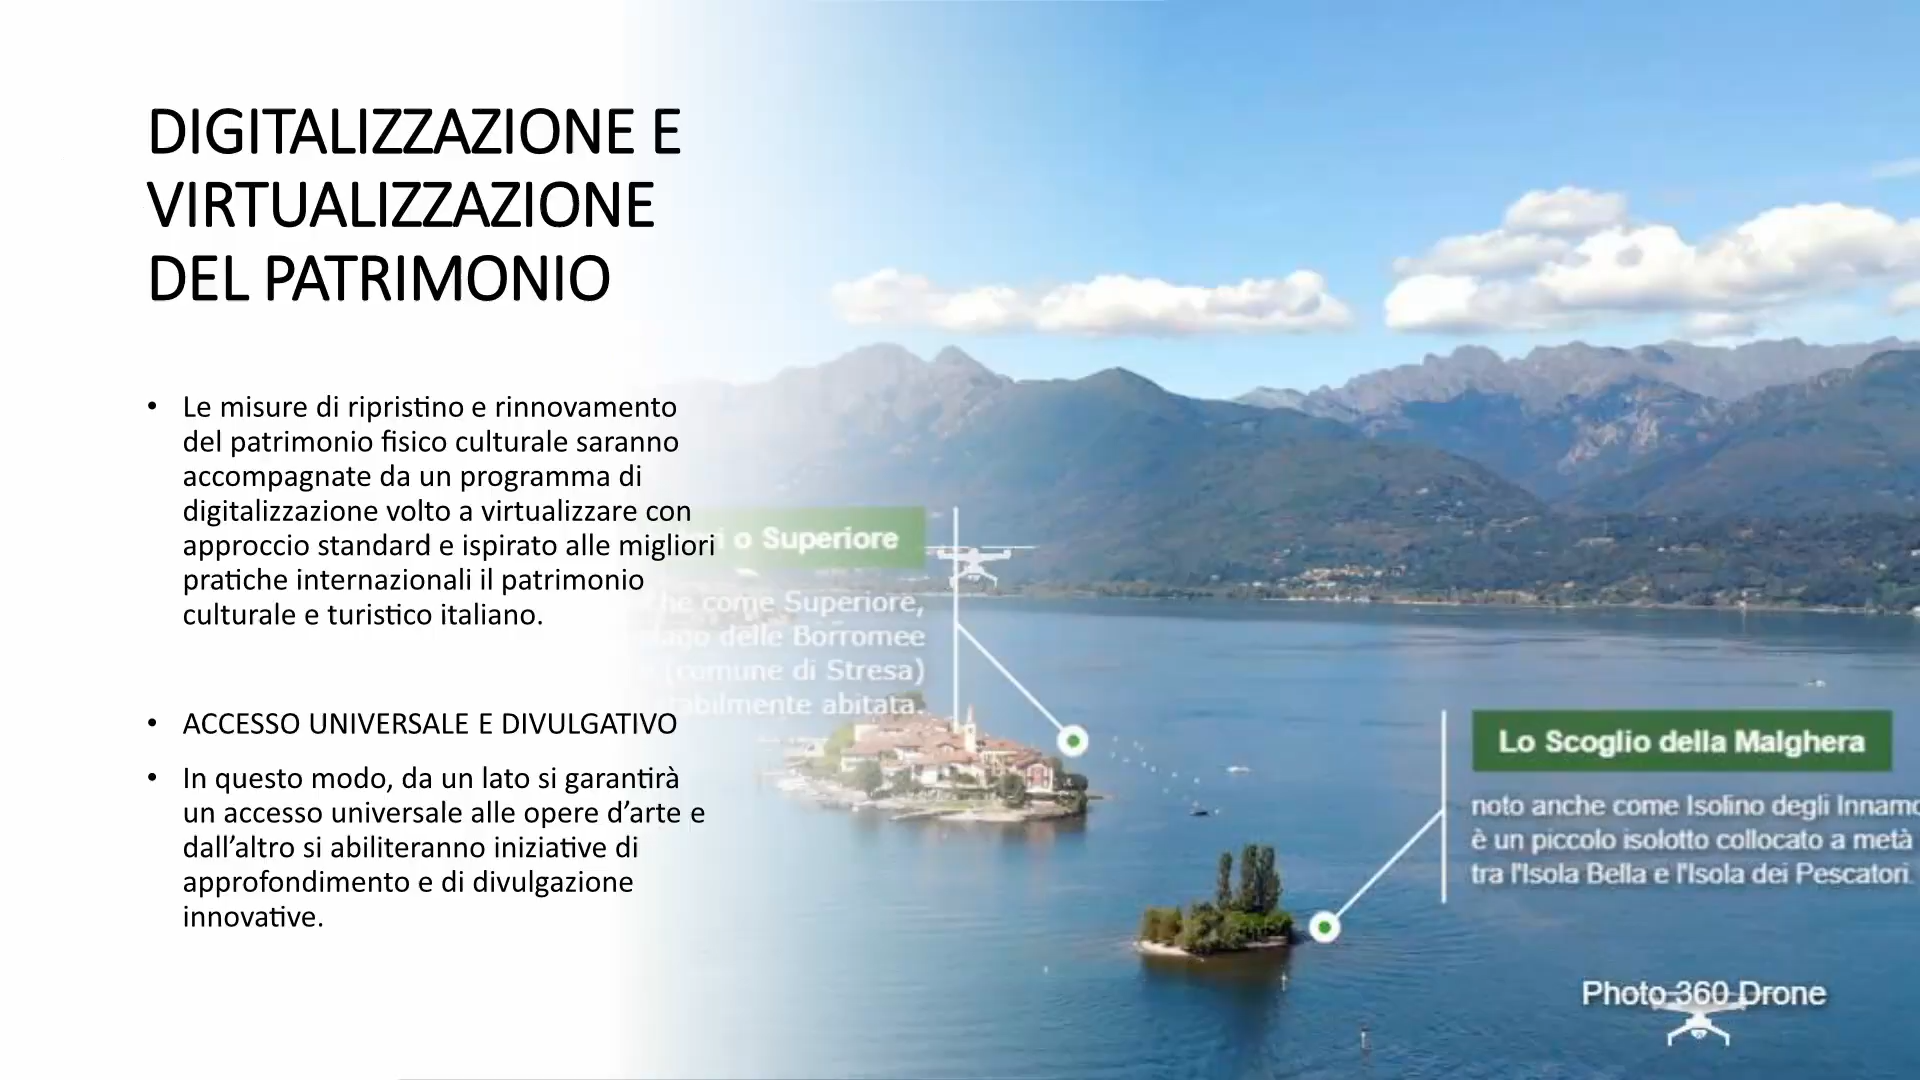 DIGITALIZZAZIONE E
VIRTUALIZZAZIONE
DEL PATRIMONIO
• Le misure di ripristino e rinnovamento
del patrimonio fisico culturale saranno
accompagnate da un programma di
digitalizzazione volto a virtualizzare con
approccio standard e ispirato alle migliori
pratiche internazionali il patrimonio
culturale e turistico italiano.
• ACCESSO UNIVERSALE E DIVULGATIVO
• In questo modo, da un lato si garantirà
un accesso universale alle opere d’arte e
dall’altro si abiliteranno iniziative di
approfondimento e di divulgazione
innovative.
o Superiore
come Superiore,
delle Borromee
(comune di Stresa)
abitata.
Lo Scoglio della Malghera
noto anche come Isolino degli
è un piccolo isolotto collocato a metà
tra l'Isola Bella e l'Isola dei Pescatori.
Photo 360 Drone